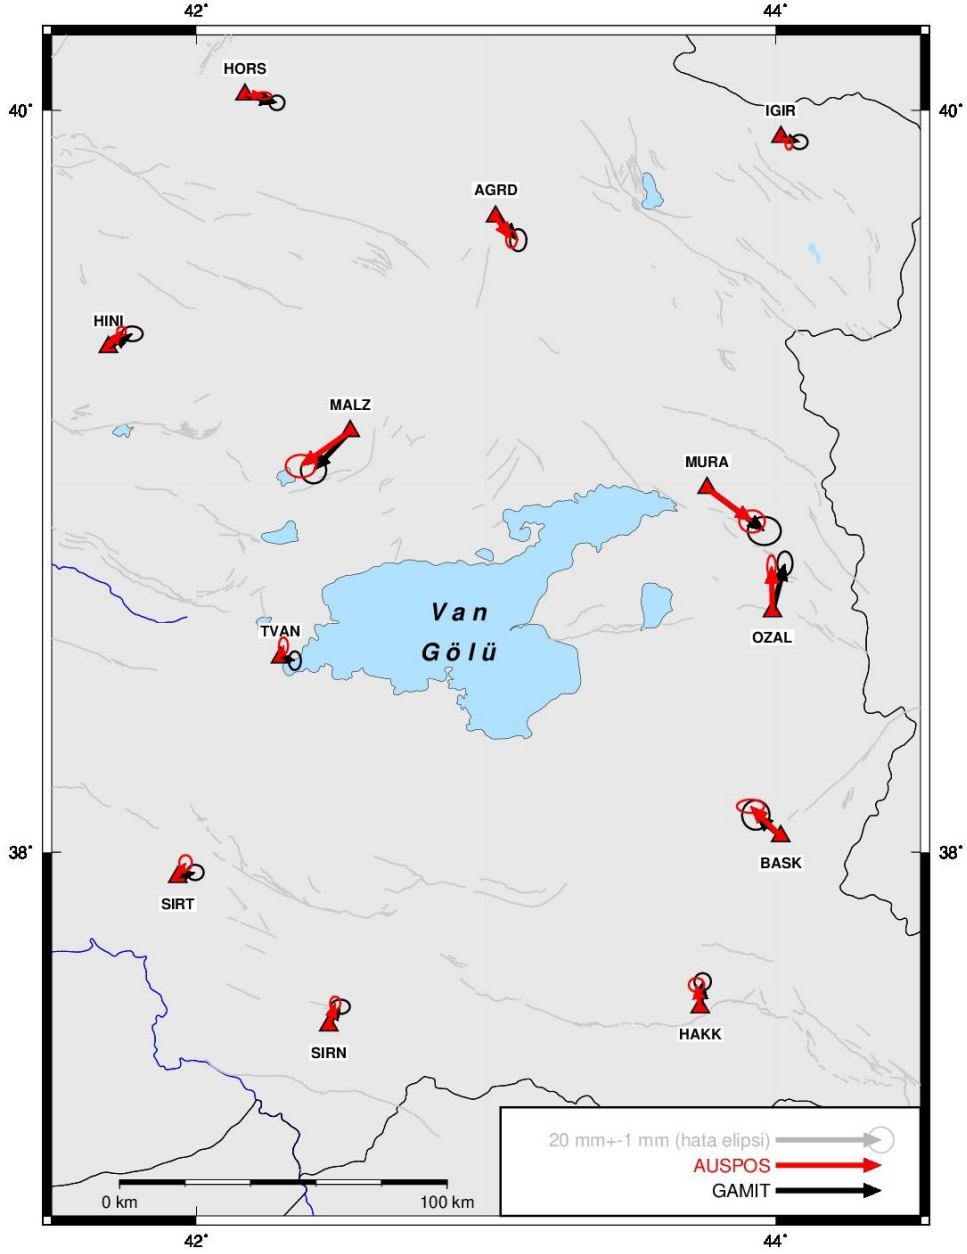 42˚ 44˚
HORS
40˚ 40˚
IGIR
AGRD
HINI
MALZ
MURA
Van
Gölü
TVAN
OZAL
38˚ 38˚
BASK
SIRT
HAKK
SIRN
20 mm+-1 mm (hata elipsi)
AUSPOS
GAMIT
0 km 100 km
42˚ 44˚